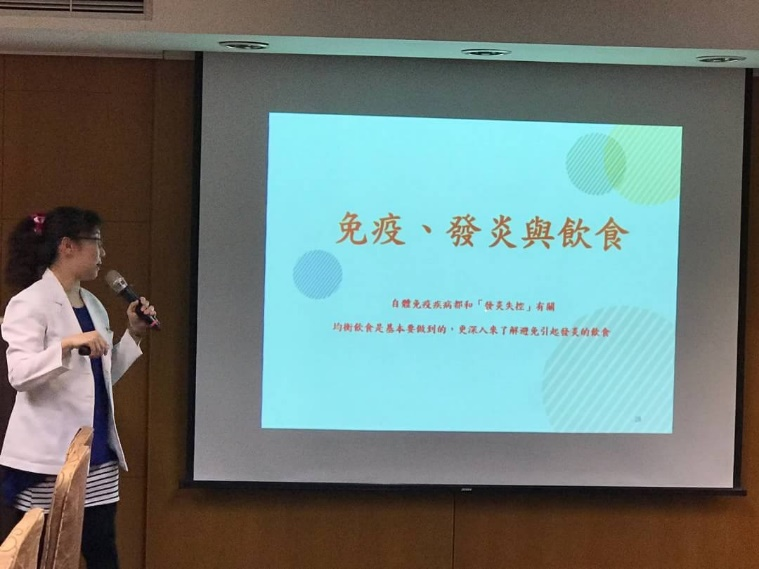 免疫、發炎與飲食
自體免疫疾病都和「發炎失控」有關
均衡飲食是基本要做到的，更深入來了解避免引起發炎的飲食